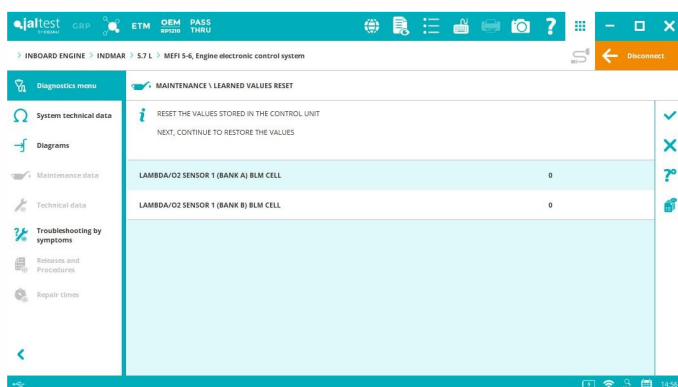 jaltest GRP ETM OEM RP1210 PASS THRU
> INBOARD ENGINE > INDMAR > 5.7 L > MEFI 5-6, Engine electronic control system
Disconnect
Diagnostics menu
MAINTENANCE \ LEARNED VALUES RESET
System technical data
RESET THE VALUES STORED IN THE CONTROL UNIT
NEXT, CONTINUE TO RESTORE THE VALUES
Diagrams
Maintenance data
LAMBDA/O2 SENSOR 1 (BANK A) BLM CELL 0
Technical data
LAMBDA/O2 SENSOR 1 (BANK B) BLM CELL 0
Troubleshooting by
symptoms
Releases and
Procedures
Repair times